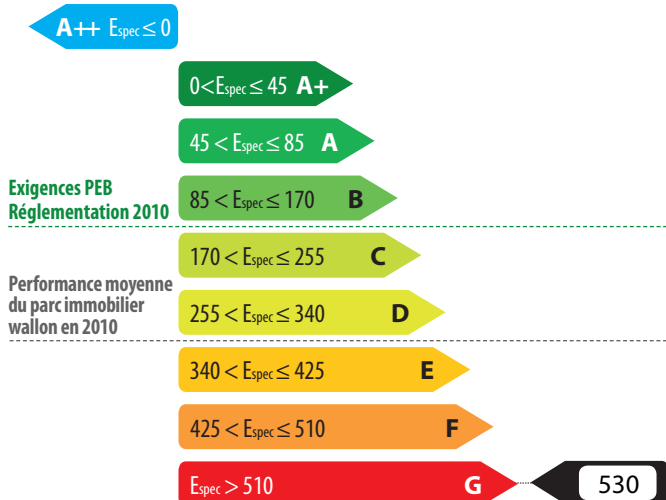 A++ Espec ≤ 0
0<Espec ≤ 45 A+
45 < Espec ≤ 85 A
Exigences PEB
Réglementation 2010
85 < Espec ≤ 170 B
170 < Espec ≤ 255 C
Performance moyenne
du parc immobilier
wallon en 2010
255 < Espec ≤ 340 D
340 < Espec ≤ 425 E
425 < Espec ≤ 510 F
Espec > 510 G
530